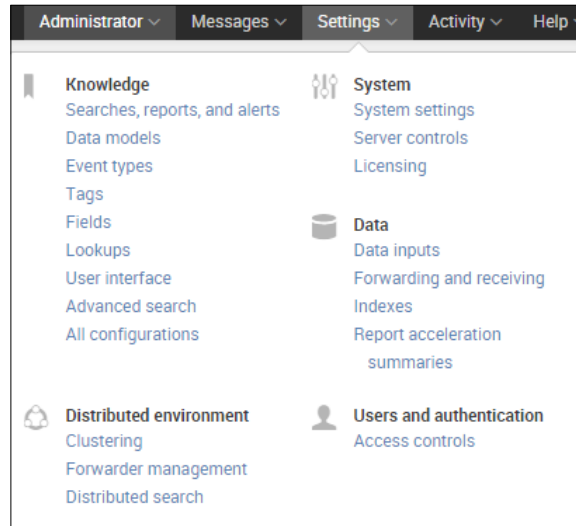 Administrator Messages Settings Activity Help
Knowledge
Searches, reports, and alerts
Data models
Event types
Tags
Fields
Lookups
User interface
Advanced search
All configurations
System
System settings
Server controls
Licensing
Data
Data inputs
Forwarding and receiving
Indexes
Report acceleration
summaries
Distributed environment
Clustering
Forwarder management
Distributed search
Users and authentication
Access controls